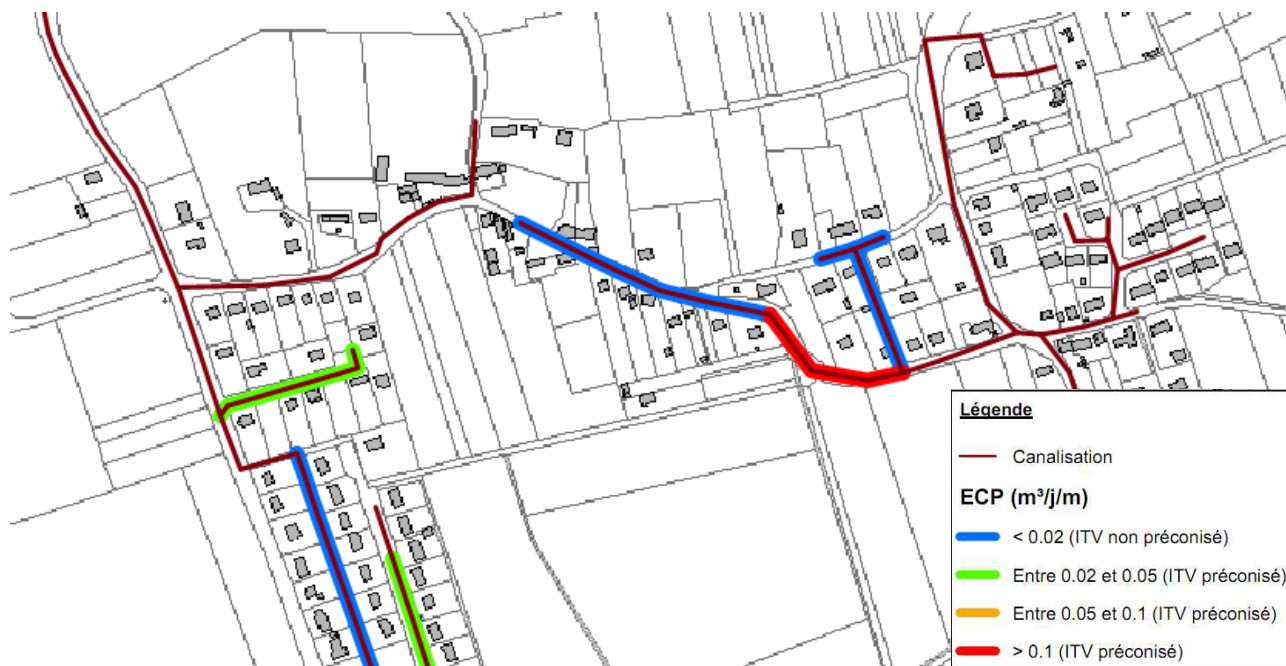 Légende
Canalisation
ECP (m³/j/m)
< 0.02 (ITV non préconisé)
Entre 0.02 et 0.05 (ITV préconisé)
Entre 0.05 et 0.1 (ITV préconisé)
> 0.1 (ITV préconisé)